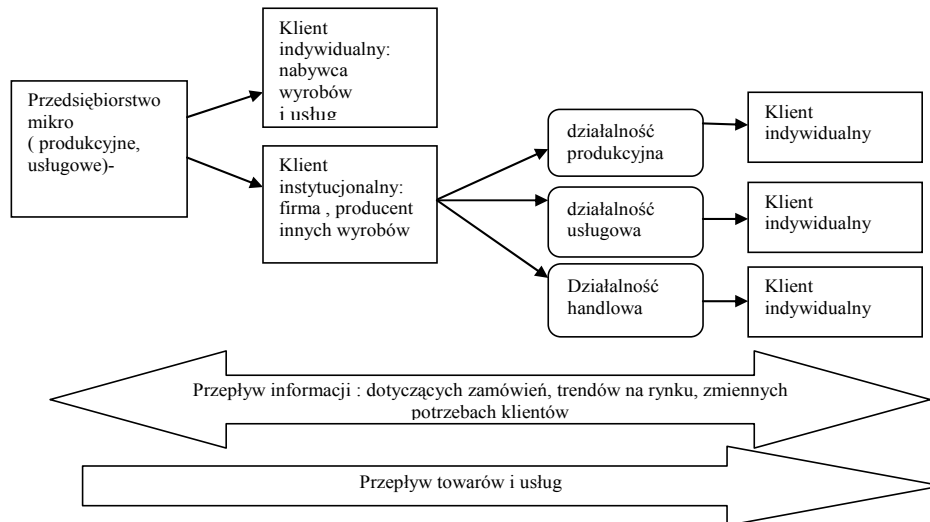 Przedsiębiorstwo
mikro
( produkcyjne,
usługowe)-
Klient
indywidualny:
nabywca
wyrobów
i usług
Klient
instytucjonalny:
firma , producent
innych wyrobów
działalność
produkcyjna
działalność
usługowa
Działalność
handlowa
Klient
indywidualny
Klient
indywidualny
Klient
indywidualny
Przepływ informacji : dotyczących zamówień, trendów na rynku, zmiennych
potrzebach klientów
Przepływ towarów i usług